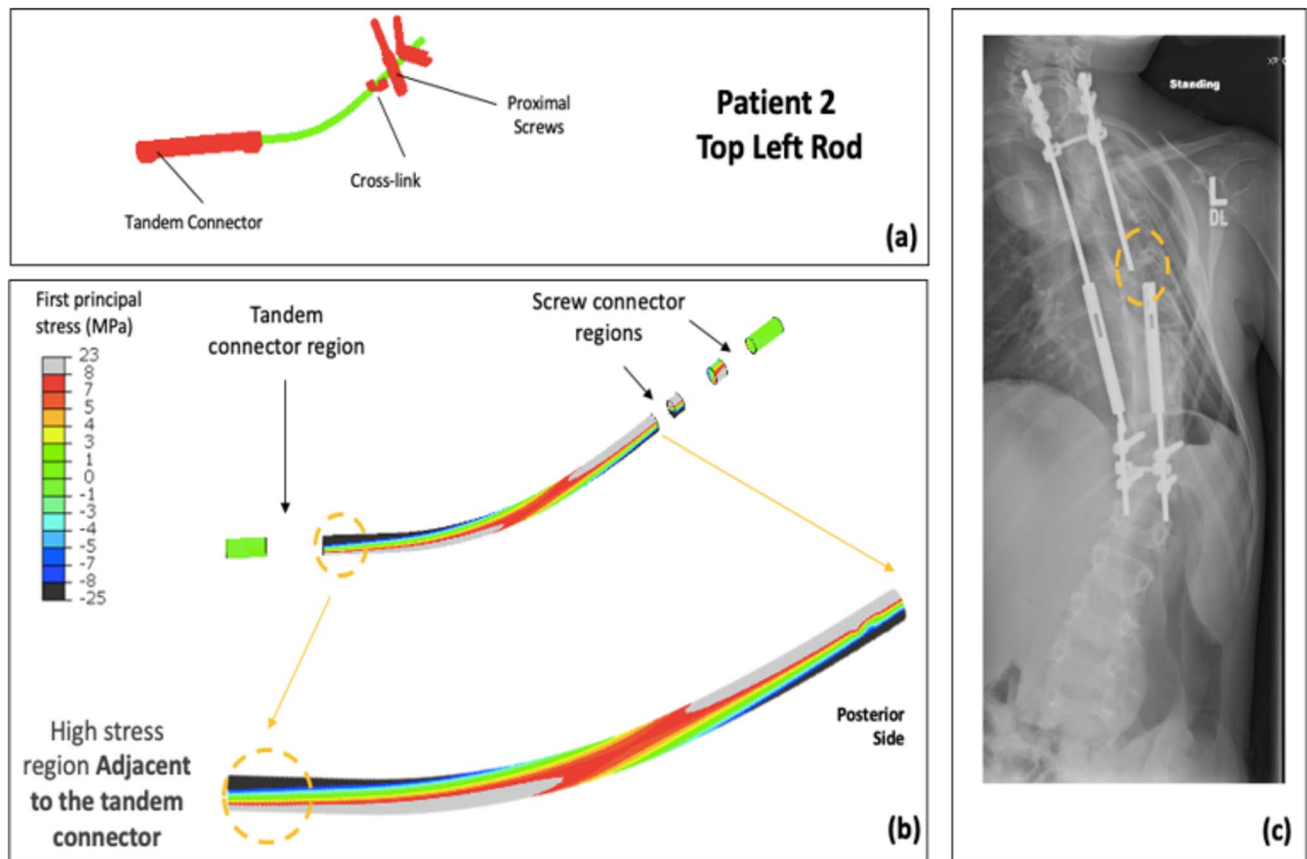 Patient 2
Top Left Rod
Proximal
Screws
Cross-link
Tandem Connector
(a)
First principal
stress (MPa)
23
8
7
5
4
3
1
0
-1
-3
-4
-5
-7
-8
-25
Tandem
connector region
Screw connector
regions
High stress
region Adjacent
to the tandem
connector
Posterior
Side
(b)
Standing
L
DL
(c)